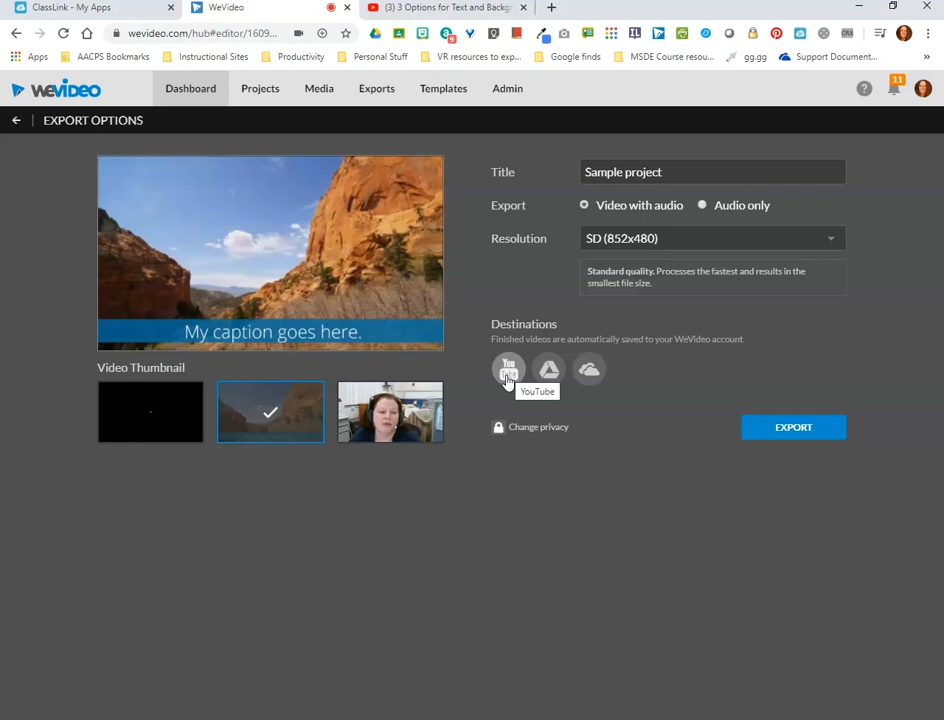 ClassLink - My Apps
WeVideo
(3) 3 Options for Text and Backg
wevideo.com/hub#editor/1609...
9
CRX
Apps
AACPS Bookmarks
Instructional Sites
Productivity
Personal Stuff
VR resources to exp...
Google finds
MSDE Course resou...
gg.gg
Support Document...
WEVIDEO
Dashboard
Projects
Media
Exports
Templates
Admin
?
11
EXPORT OPTIONS
My caption goes here.
Video Thumbnail
Title
Sample project
Export
Video with audio
Audio only
Resolution
SD (852x480)
Standard quality. Processes the fastest and results in the
smallest file size.
Destinations
Finished videos are automatically saved to your WeVideo account.
You
Tube
YouTube
Change privacy
EXPORT